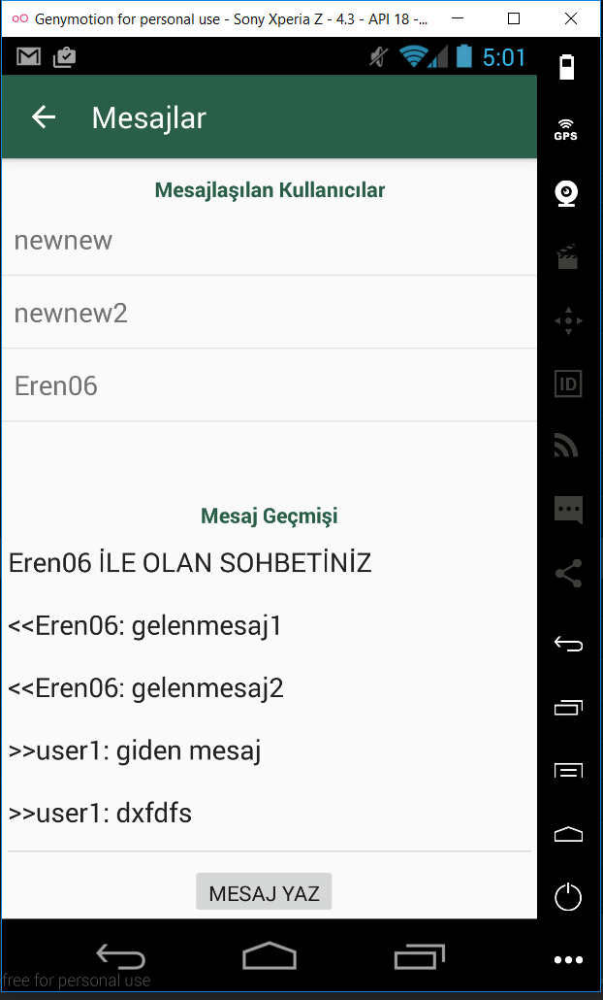 Genymotion for personal use - Sony Xperia Z - 4.3 - API 18 -...
5:01
Mesajlar
GPS
Mesajlaşılan Kullanıcılar
newnew
newnew2
Eren06
ID
Mesaj Geçmişi
Eren06 İLE OLAN SOHBETİNİZ
<<Eren06: gelenmesaj1
<<Eren06: gelenmesaj2
>>user1: giden mesaj
>>user1: dxfdfs
MESAJ YAZ
free for personal use